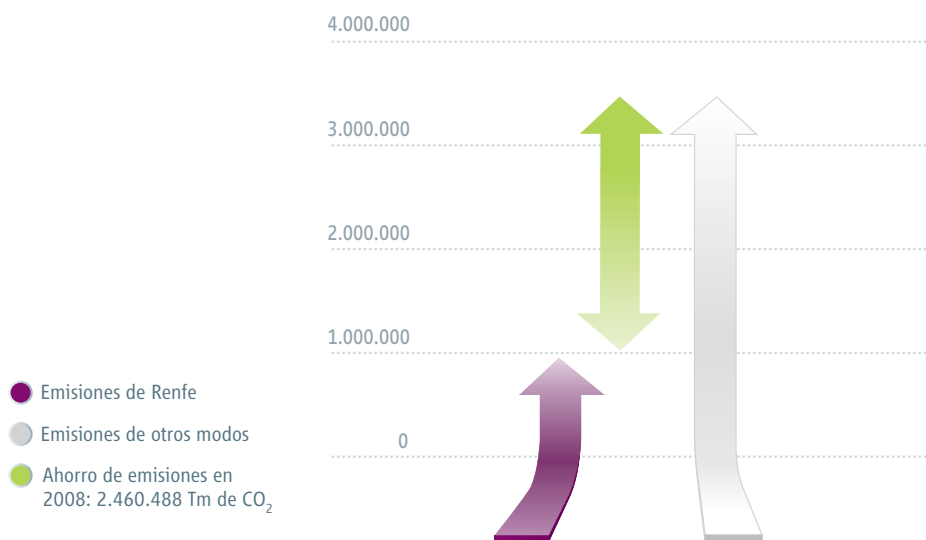 4.000.000
3.000.000
2.000.000
1.000.000
0
Emisiones de Renfe
Emisiones de otros modos
Ahorro de emisiones en
2008: 2.460.488 Tm de CO₂